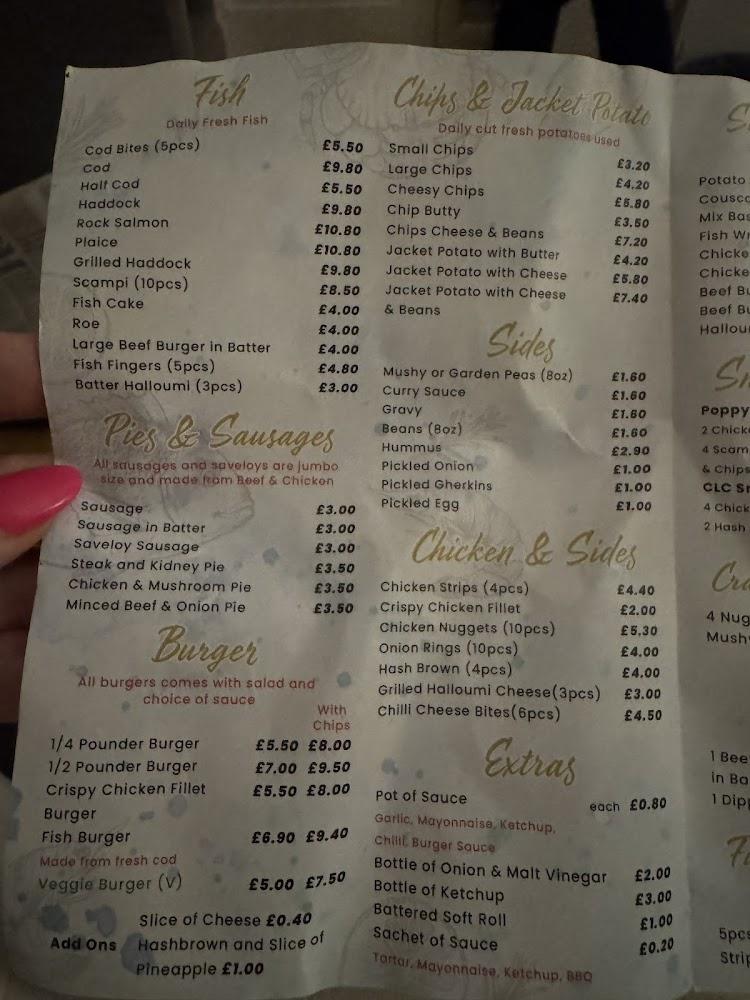 Fish
Daily Fresh Fish
Cod Bites (5pcs) £5.50
Cod £9.80
Half Cod £5.50
Haddock £9.80
Rock Salmon £10.80
Plaice £10.80
Grilled Haddock £9.80
Scampi (10pcs) £8.50
Fish Cake £4.00
Roe £4.00
Large Beef Burger in Batter £4.00
Fish Fingers (5pcs) £4.80
Batter Halloumi (3pcs) £3.00
Pies & Sausages
All sausages and saveloys are jumbo
size and made from Beef & Chicken
Sausage £3.00
Sausage in Batter £3.00
Saveloy Sausage £3.00
Steak and Kidney Pie £3.50
Chicken & Mushroom Pie £3.50
Minced Beef & Onion Pie £3.50
Burger
All burgers comes with salad and
choice of sauce
With
Chips
1/4 Pounder Burger £5.50 £8.00
1/2 Pounder Burger £7.00 £9.50
Crispy Chicken Fillet £5.50 £8.00
Burger
Fish Burger £6.90 £9.40
Made from fresh cod
Veggie Burger (V) £5.00 £7.50
Slice of Cheese £0.40
Add Ons Hashbrown and Slice of
Pineapple £1.00
Chips & Jacket Potato
Daily cut fresh potatoes used
Small Chips £3.20
Large Chips £4.20
Cheesy Chips £5.80
Chip Butty £3.50
Chips Cheese & Beans £7.20
Jacket Potato with Butter £4.20
Jacket Potato with Cheese £5.80
Jacket Potato with Cheese £7.40
& Beans
Sides
Mushy or Garden Peas (8oz) £1.60
Curry Sauce £1.60
Gravy £1.60
Beans (8oz) £1.60
Hummus £2.90
Pickled Onion £1.00
Pickled Gherkins £1.00
Pickled Egg £1.00
Chicken & Sides
Chicken Strips (4pcs) £4.40
Crispy Chicken Fillet £2.00
Chicken Nuggets (10pcs) £5.30
Onion Rings (10pcs) £4.00
Hash Brown (4pcs) £4.00
Grilled Halloumi Cheese(3pcs) £3.00
Chilli Cheese Bites(6pcs) £4.50
Extras
Pot of Sauce each £0.80
Garlic, Mayonnaise, Ketchup,
Chilli, Burger Sauce
Bottle of Onion & Malt Vinegar £2.00
Bottle of Ketchup £3.00
Battered Soft Roll £1.00
Sachet of Sauce £0.20
Tartar, Mayonnaise, Ketchup, BBQ
Potato
Mix
Fish
Beef
Beef
Poppy
2
4
& Chips
CLC
4
2 Hash
4
1
in
1
5pcs